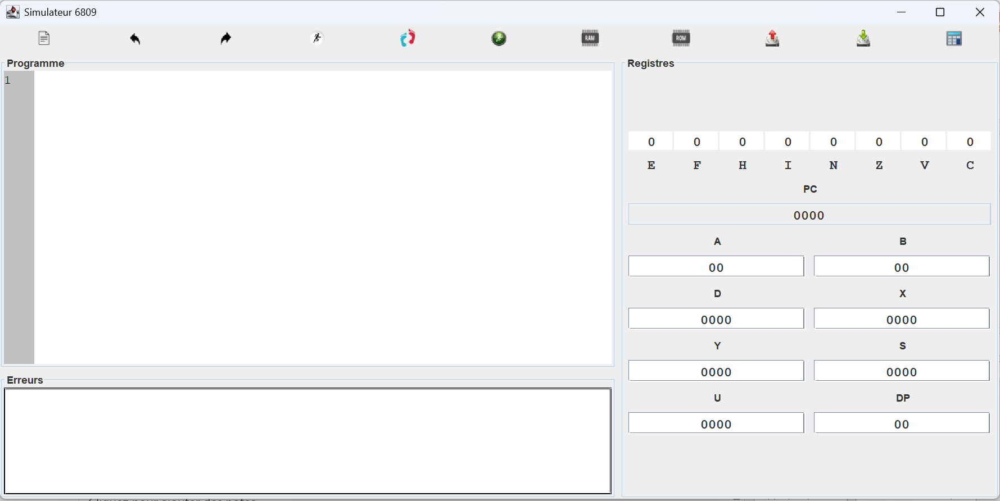 Simulateur 6809
RAM
ROM
Programme
1
Erreurs
Registres
0 0 0 0 0 0 0 0
E F H I N Z V C
PC
0000
A B
00 00
D X
0000 0000
Y S
0000 0000
U DP
0000 00